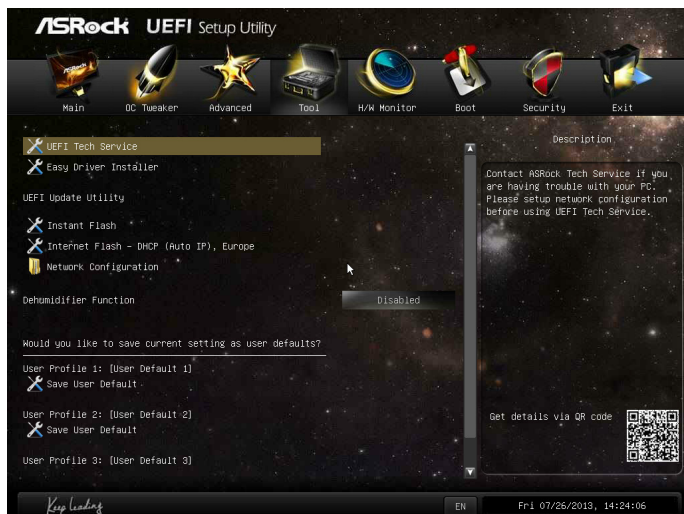 ASRock UEFI Setup Utility
Main OC Tweaker Advanced Tool H/W Monitor Boot Security Exit
UEFI Tech Service
Easy Driver Installer
UEFI Update Utility
Instant Flash
Internet Flash - DHCP (Auto IP), Europe
Network Configuration
Dehumidifier Function Disabled
Would you like to save current setting as user defaults?
User Profile 1: [User Default 1]
Save User Default
User Profile 2: [User Default 2]
Save User Default
User Profile 3: [User Default 3]
Description
Contact ASRock Tech Service if you
are having trouble with your PC.
Please setup network configuration
before using UEFI Tech Service.
Get details via QR code
Keep Leading
EN
Fri 07/26/2013, 14:24:06